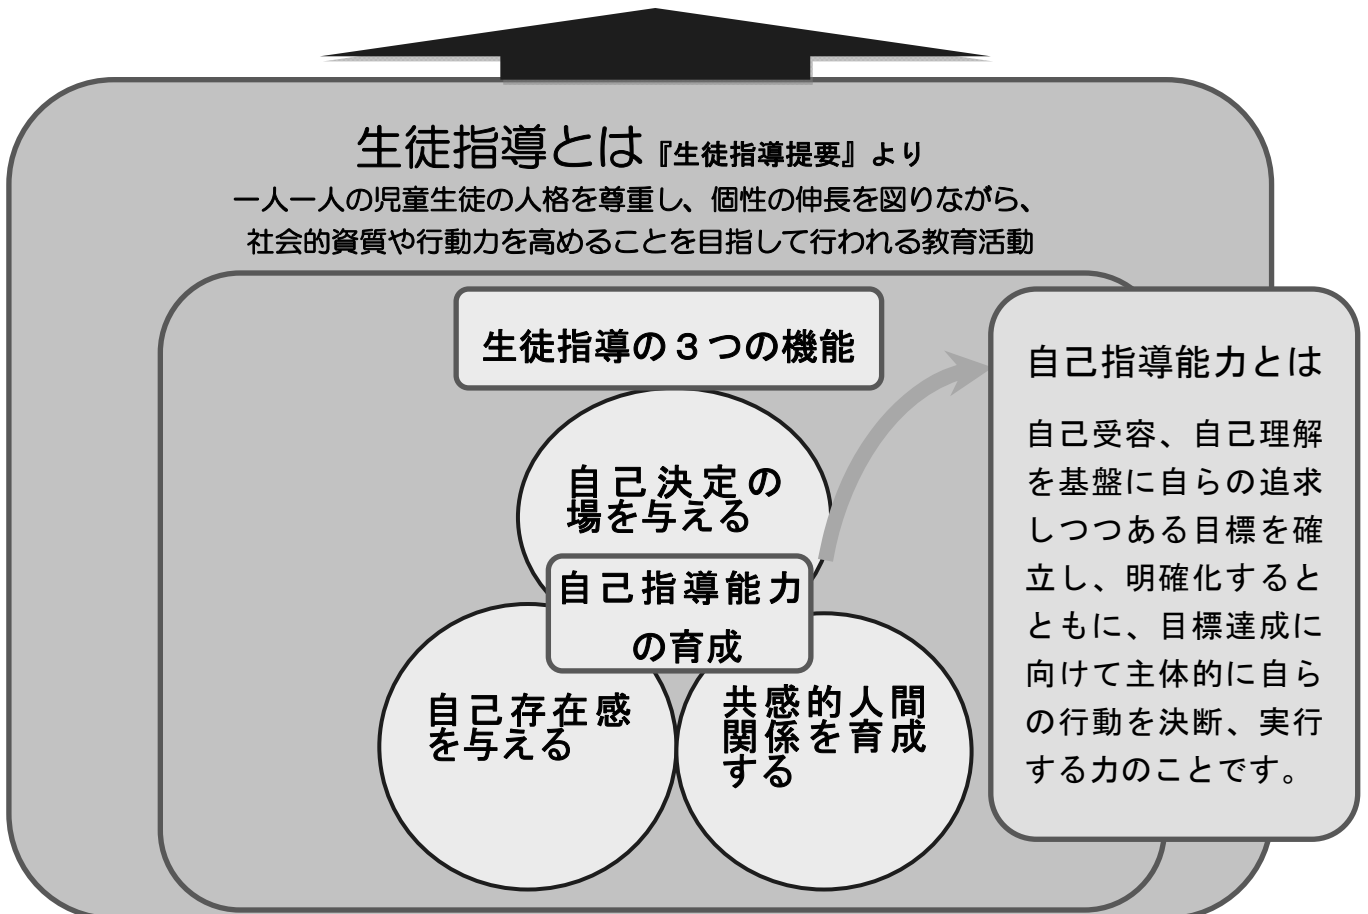 生徒指導とは『生徒指導提要』より
一人一人の児童生徒の人格を尊重し、個性の伸長を図りながら、
社会的資質や行動力を高めることを目指して行われる教育活動
生徒指導の３つの機能
自己決定の
場を与える
自己指導能力
の育成
自己存在感
を与える
共感的人間
関係を育成
する
自己指導能力とは
自己受容、自己理解
を基盤に自らの追求
しつつある目標を確
立し、明確化すると
ともに、目標達成に
向けて主体的に自ら
の行動を決断、実行
する力のことです。